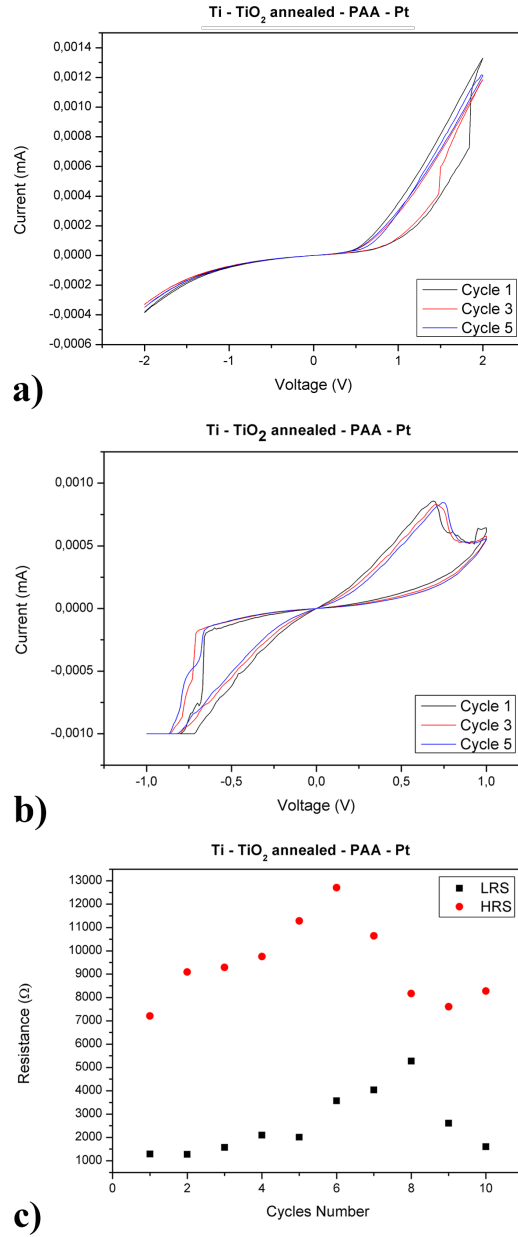 Ti - TiO2 annealed - PAA - Pt
0,0014
0,0012
0,0010
0,0008
0,0006
0,0004
0,0002
0,0000
-0,0002
-0,0004
0,0006
Current (mA)
Cycle 1
Cycle 3
Cycle 5
-2 -1 0 1 2
Voltage (V)
a)
Ti - TiO2 annealed - PAA - Pt
0,0010
0,0005
0,0000
-0,0005
-0,0010
Current (mA)
Cycle 1
Cycle 3
Cycle 5
-1,0 -0,5 0,0 0,5 1,0
Voltage (V)
b)
Ti - TiO2 annealed - PAA - Pt
13000
12000
11000
10000
9000
8000
7000
6000
5000
4000
3000
2000
1000
Resistance (Ω)
LRS
HRS
0 2 4 6 8 10
Cycles Number
c)